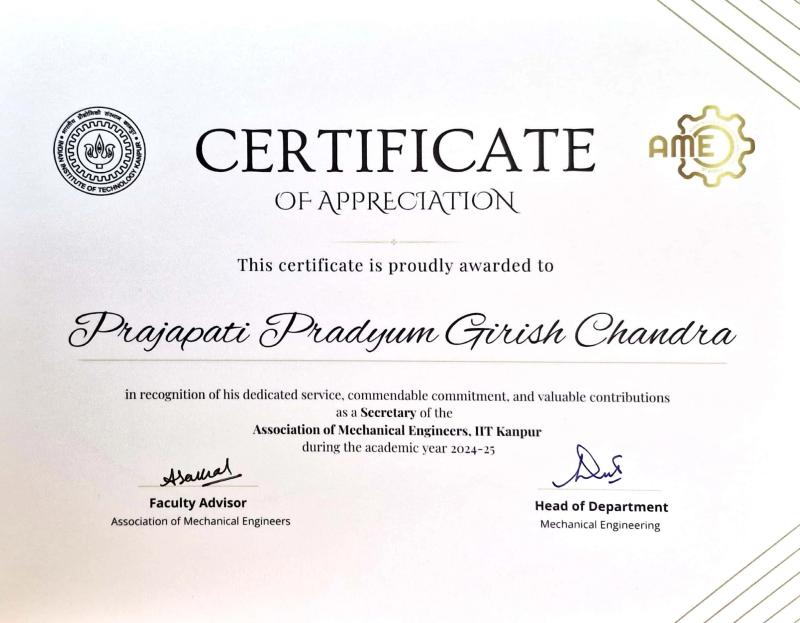 भारतीय प्रौद्योगिकी संस्थान कानपुर
INDIAN INSTITUTE OF TECHNOLOGY KANPUR
CERTIFICATE
AME
OF APPRECIATION
This certificate is proudly awarded to
Prajapati Pradyum Girish Chandra
in recognition of his dedicated service, commendable commitment, and valuable contributions
as a Secretary of the
Association of Mechanical Engineers, IIT Kanpur
during the academic year 2024-25
Faculty Advisor
Association of Mechanical Engineers
Head of Department
Mechanical Engineering